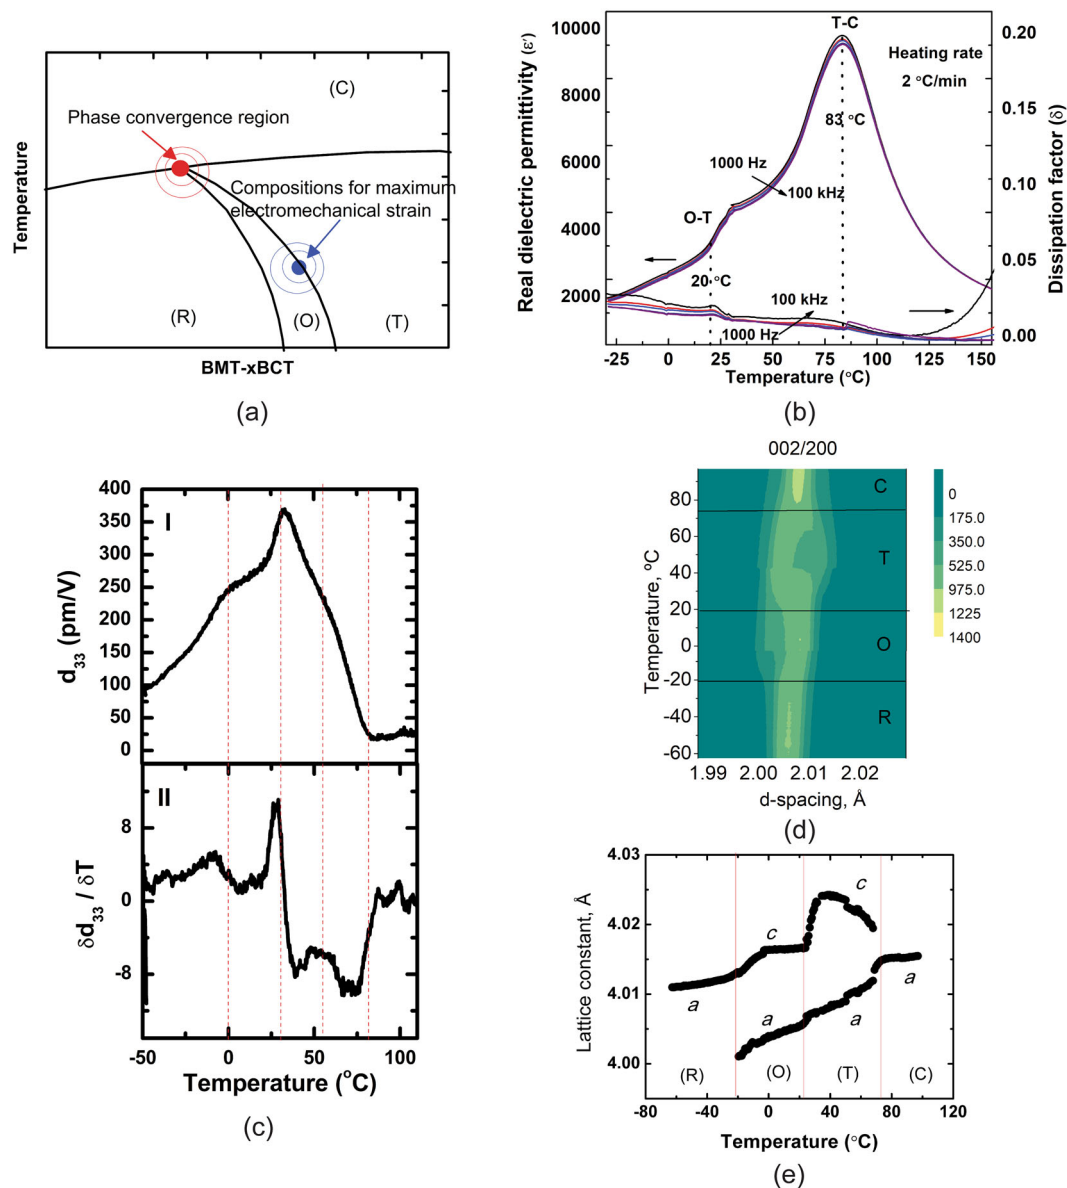 (C)
Phase convergence region
Compositions for maximum
electromechanical strain
(R)
(O)
(T)
Temperature
BMT-xBCT
(a)
10000
8000
6000
4000
2000
Real dielectric permittivity (ε')
T-C
Heating rate
2 °C/min
83 °C
1000 Hz
100 kHz
O-T
20 °C
100 kHz
1000 Hz
0.20
0.15
0.10
0.05
0.00
Dissipation factor (δ)
-25 0 25 50 75 100 125 150
Temperature (°C)
(b)
400
350
300
250
200
150
100
50
0
d33 (pm/V)
I
II
8
0
-8
δd33 / δT
-50 0 50 100
Temperature (°C)
(c)
002/200
80
60
40
20
0
-20
-40
-60
Temperature, °C
C
T
O
R
0
175.0
350.0
525.0
975.0
1225
1400
1.99 2.00 2.01 2.02
d-spacing, Å
(d)
4.03
4.02
4.01
4.00
Lattice constant, Å
c
c
a
a
a
a
(R) (O) (T) (C)
-80 -40 0 40 80 120
Temperature (°C)
(e)